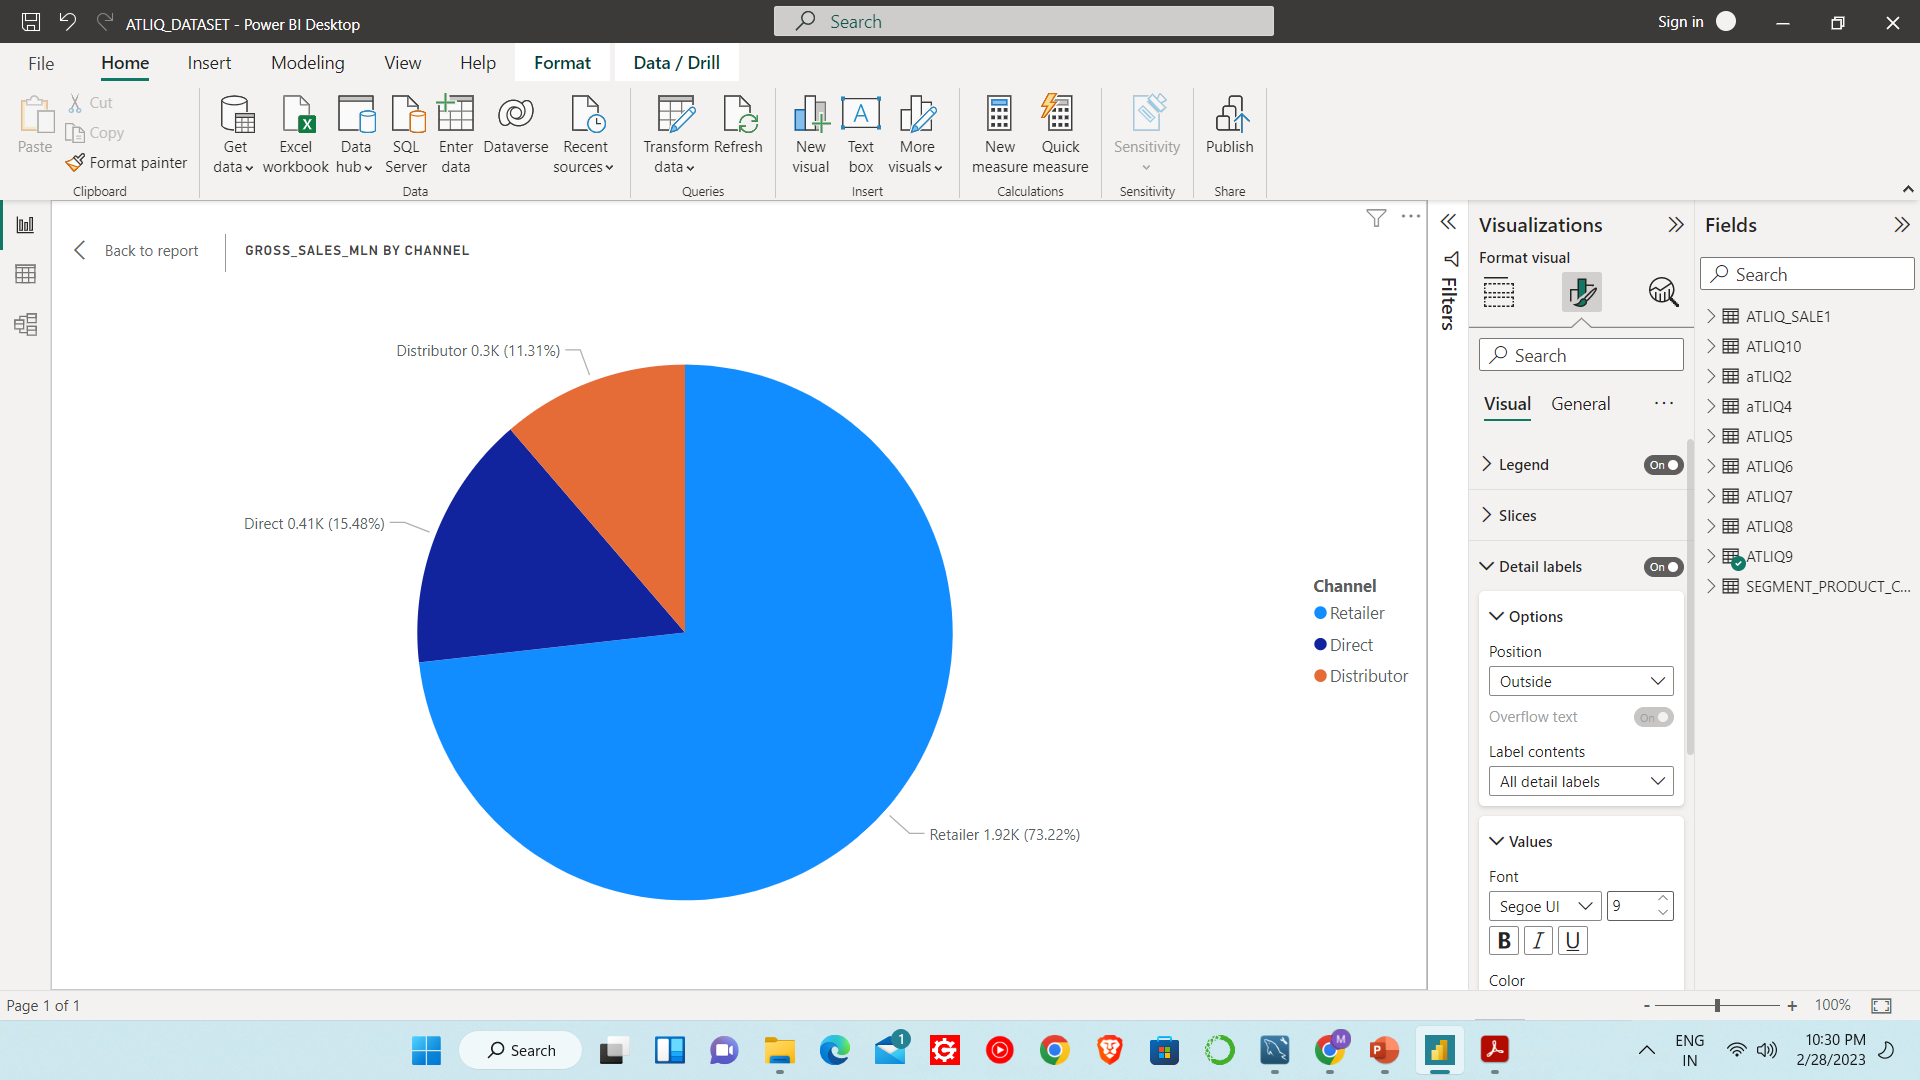 ATLIQ_DATASET - Power BI Desktop
Search
Sign in
File
Home
Insert
Modeling
View
Help
Format
Data / Drill
Paste
Cut
Copy
Format painter
Clipboard
Get data
Excel workbook
Data hub
SQL Server
Enter data
Dataverse
Recent sources
Data
Transform data
Refresh
Queries
New visual
Text box
More visuals
Insert
New measure
Quick measure
Calculations
Sensitivity
Sensitivity
Publish
Share
Back to report
GROSS_SALES_MLN BY CHANNEL
Distributor 0.3K (11.31%)
Direct 0.41K (15.48%)
Retailer 1.92K (73.22%)
Channel
Retailer
Direct
Distributor
Filters
Visualizations
Format visual
Search
Visual
General
Legend
On
Slices
Detail labels
On
Options
Position
Outside
Overflow text
On
Label contents
All detail labels
Values
Font
Segoe UI
9
B
I
U
Color
Fields
Search
ATLIQ_SALE1
ATLIQ10
aTLIQ2
aTLIQ4
ATLIQ5
ATLIQ6
ATLIQ7
ATLIQ8
ATLIQ9
SEGMENT_PRODUCT_C...
Page 1 of 1
- + 100%
Search
1
M
P
ENG
IN
10:30 PM
2/28/2023